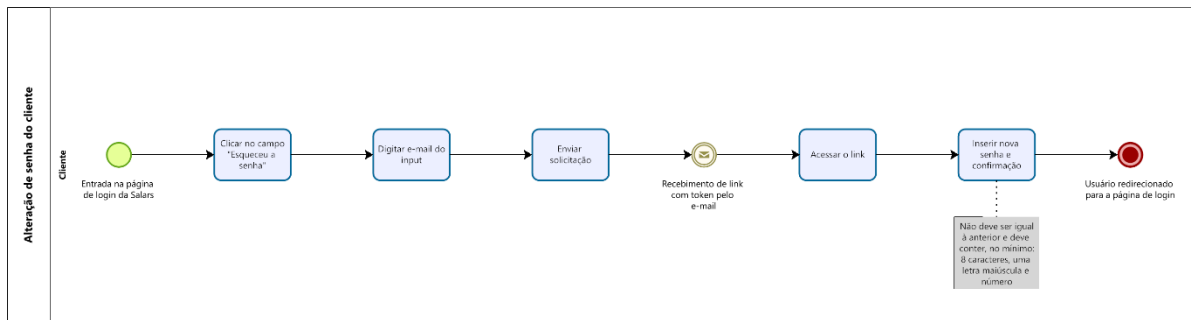 Alteração de senha do cliente
Cliente
Entrada na página
de login da Salars
Clicar no campo
"Esqueceu a
senha"
Digitar e-mail do
input
Enviar
solicitação
Recebimento de link
com token pelo
e-mail
Acessar o link
Inserir nova
senha e
confirmação
Não deve ser igual
à anterior e deve
conter, no mínimo:
8 caracteres, uma
letra maiúscula e
número
Usuário redirecionado
para a página de login